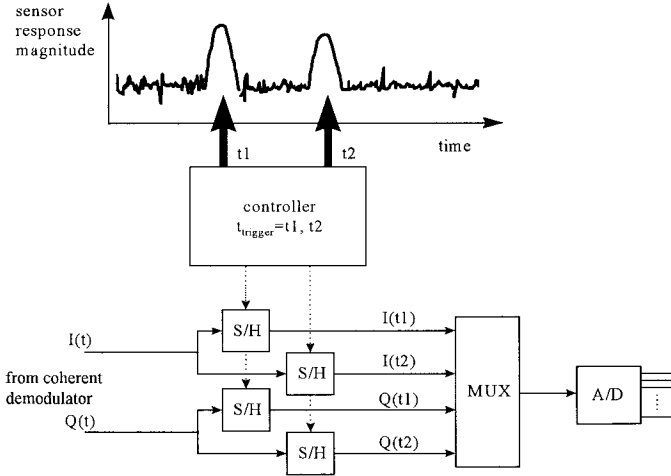 sensor
response
magnitude
t1
t2
time
controller
t_trigger=t1, t2
S/H
I(t1)
I(t)
S/H
I(t2)
from coherent
demodulator
MUX
A/D
S/H
Q(t1)
Q(t)
S/H
Q(t2)